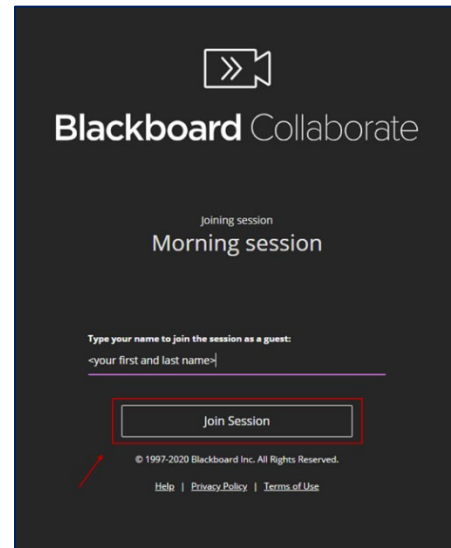 Blackboard Collaborate
Joining session
Morning session
Type your name to join the session as a guest:
<your first and last name>
Join Session
© 1997-2020 Blackboard Inc. All Rights Reserved.
Help | Privacy Policy | Terms of Use